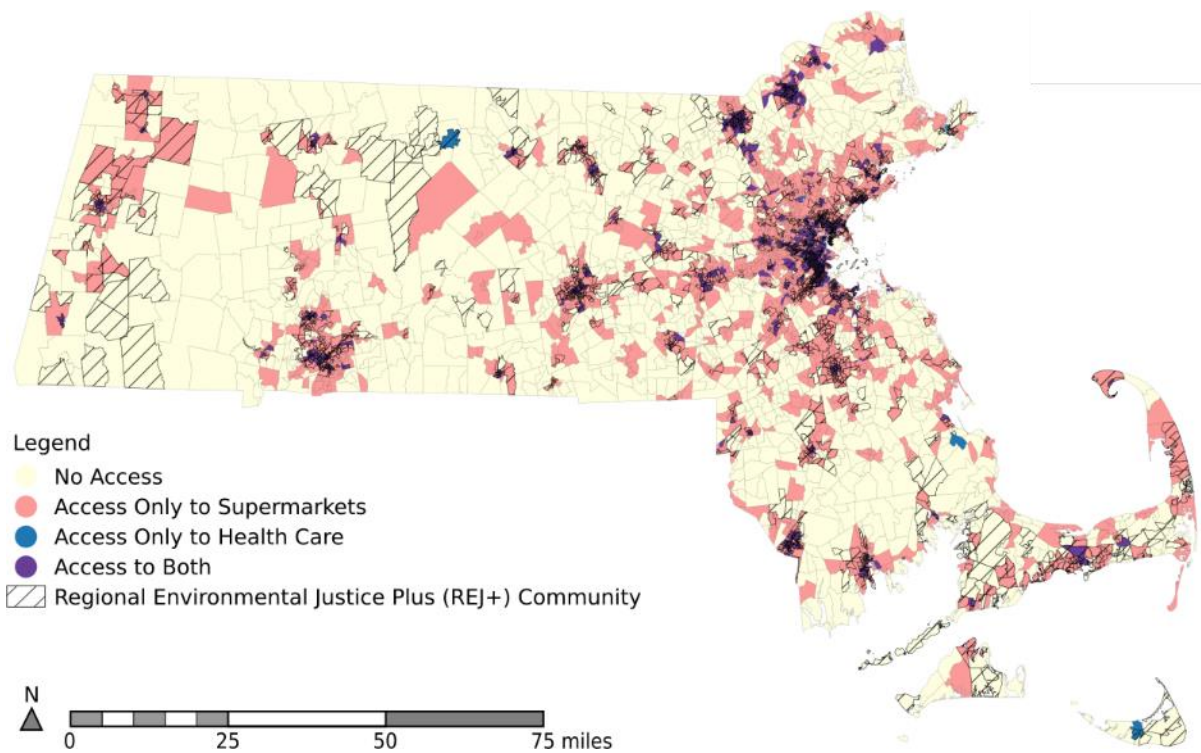 Legend
No Access
Access Only to Supermarkets
Access Only to Health Care
Access to Both
Regional Environmental Justice Plus (REJ+) Community
N
0 25 50 75 miles